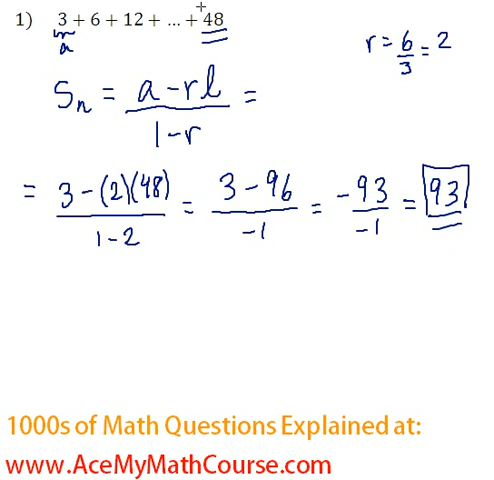 1) 3 + 6 + 12 + ... + 48
a
r = 6/3 = 2
Sn = (a - rl)/(1 - r) =
= (3 - (2)(48))/(1 - 2) = (3 - 96)/-1 = -93/-1 = 93
1000s of Math Questions Explained at:
www.AceMyMathCourse.com